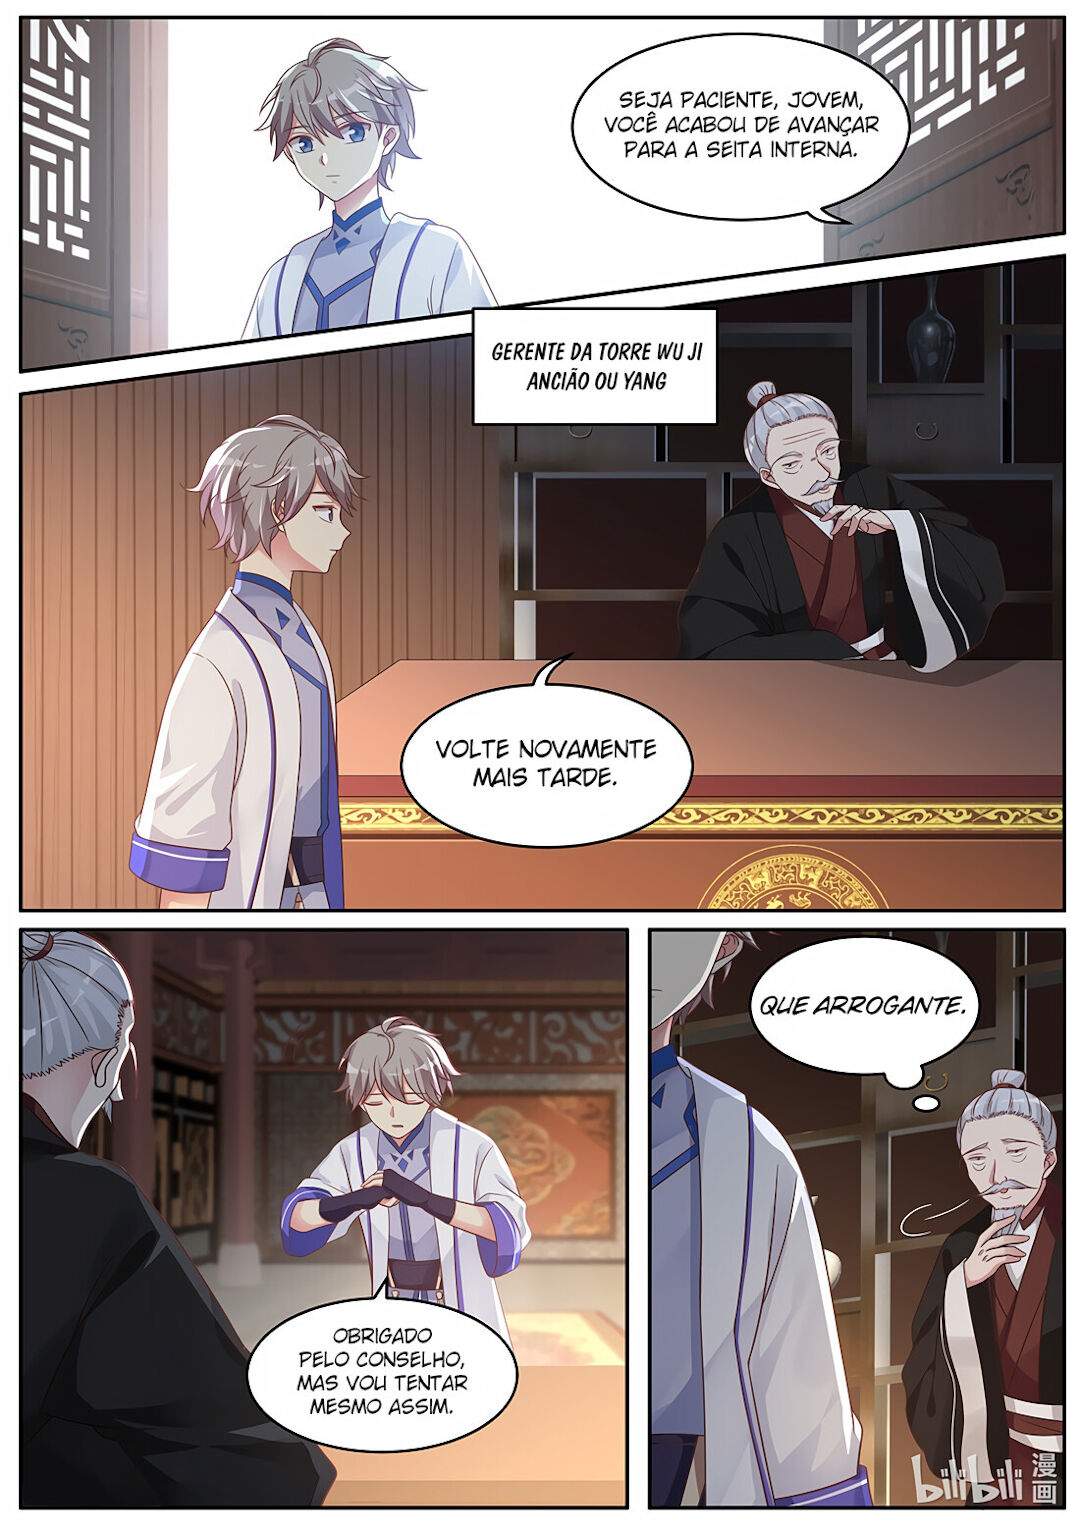 SEJA PACIENTE, JOVEM,
VOCÊ ACABOU DE AVANÇAR
PARA A SEITA INTERNA.
GERENTE DA TORRE WU JI
ANCIÃO OU YANG
VOLTE NOVAMENTE
MAIS TARDE.
OBRIGADO
PELO CONSELHO,
MAS VOU TENTAR
MESMO ASSIM.
QUE ARROGANTE.
bilibili 漫画